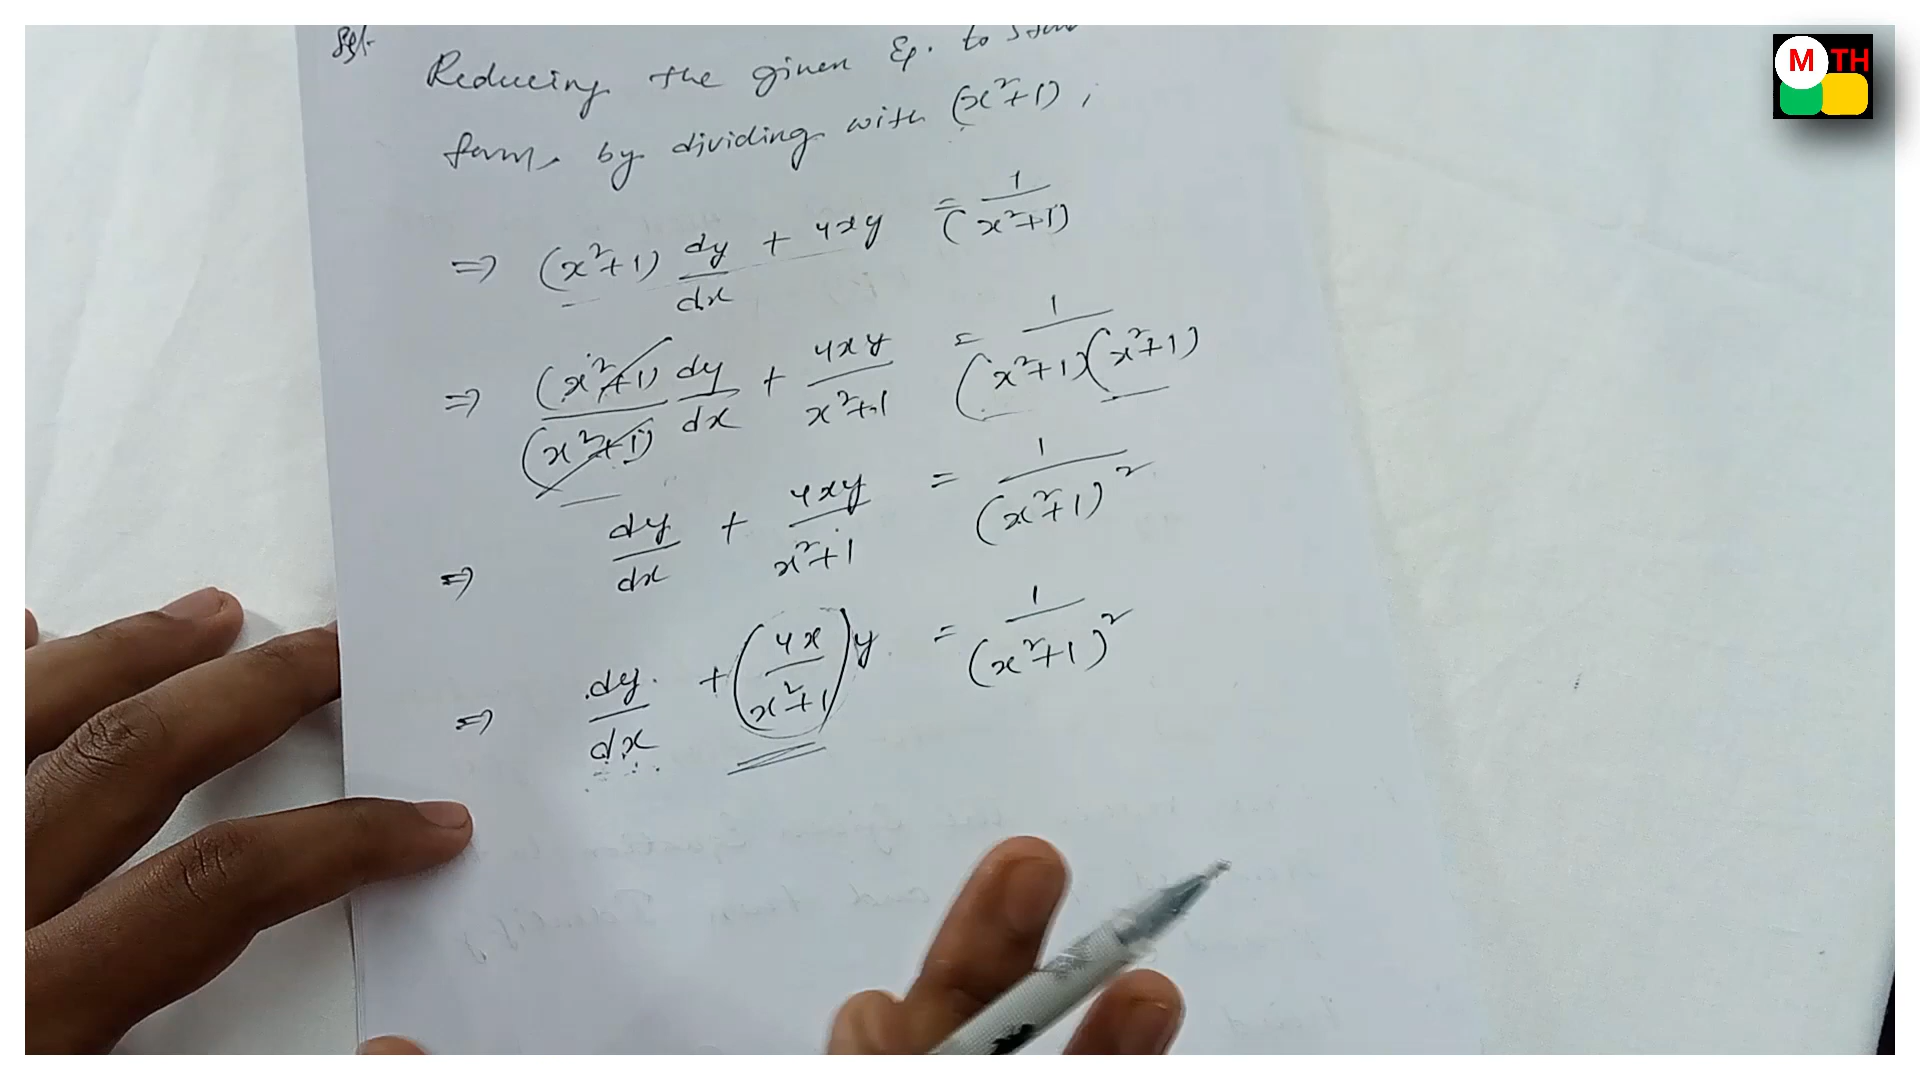 Sol.
Reducing the given Eq. to
form, by dividing with (x²+1),
⇒ (x²+1) dy/dx + 4xy = 1/(x²+1)
⇒ (x²+1)/(x²+1) dy/dx + 4xy/x²+1 = 1/(x²+1)(x²+1)
⇒ dy/dx + 4xy/x²+1 = 1/(x²+1)²
⇒ dy/dx + (4x/x²+1)y = 1/(x²+1)²
M TH